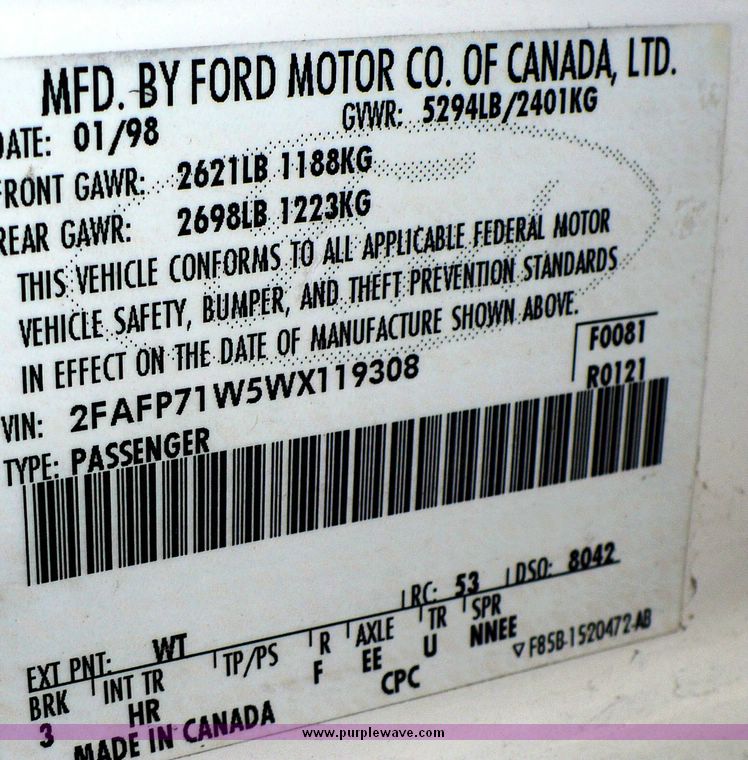 MFD. BY FORD MOTOR CO. OF CANADA, LTD.
DATE: 01/98 GVWR: 5294LB/2401KG
FRONT GAWR: 2621LB 1188KG
REAR GAWR: 2698LB 1223KG
THIS VEHICLE CONFORMS TO ALL APPLICABLE FEDERAL MOTOR
VEHICLE SAFETY, BUMPER, AND THEFT PREVENTION STANDARDS
IN EFFECT ON THE DATE OF MANUFACTURE SHOWN ABOVE.
F0081
VIN: 2FAFP71W5WX119308
R0121
TYPE: PASSENGER
RC: 53 DSO: 8042
EXT PNT: WT
BRK INT TR TP/PS R AXLE TR SPR
3 HR F EE U NNEE
▽F85B-1520472-AB
MADE IN CANADA CPC
www.purplewave.com